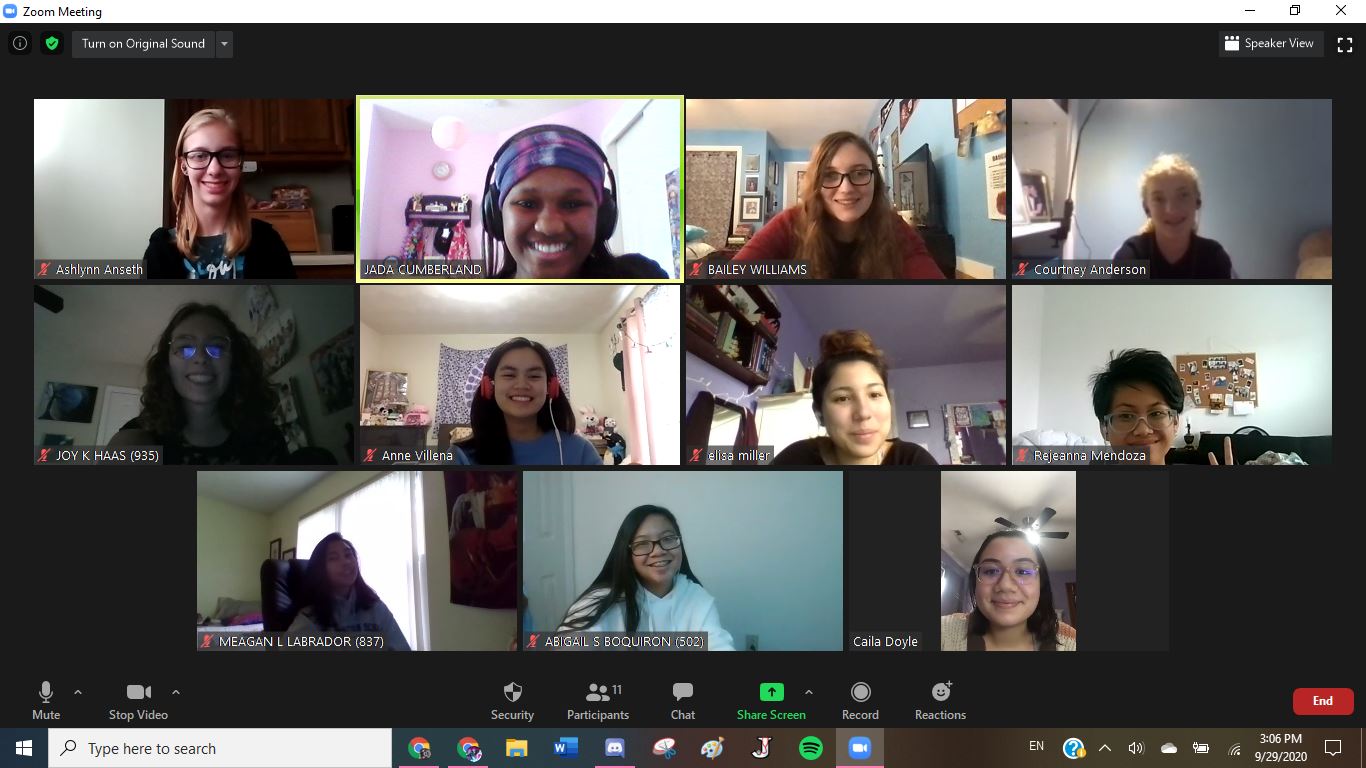 Zoom Meeting
Turn on Original Sound
Speaker View
Ashlynn Anseth
JADA CUMBERLAND
BAILEY WILLIAMS
Courtney Anderson
JOY K HAAS (935)
Anne Villena
elisa miller
Rejeanna Mendoza
MEAGAN L LABRADOR (837)
ABIGAIL S BOQUIRON (502)
Caila Doyle
Mute
Stop Video
Security
Participants
11
Chat
Share Screen
Record
Reactions
End
Type here to search
EN
3:06 PM
9/29/2020